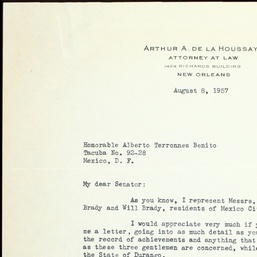 ARTHUR A. DE LA HOUSSAY
ATTORNEY AT LAW
1424 RICHARDS BUILDING
NEW ORLEANS
August 8, 1957
Honorable Alberto Terrones Benito
Tacuba No. 92-28
Mexico, D. F.
My dear Senator:
As you know, I represent Messrs.
Brady and Will Brady, residents of Mexico Ci
I would appreciate very much if y
me a letter, going into as much detail as yo
the record of achievements and anything that
as these three gentlemen are concerned, whil
the State of Durango.